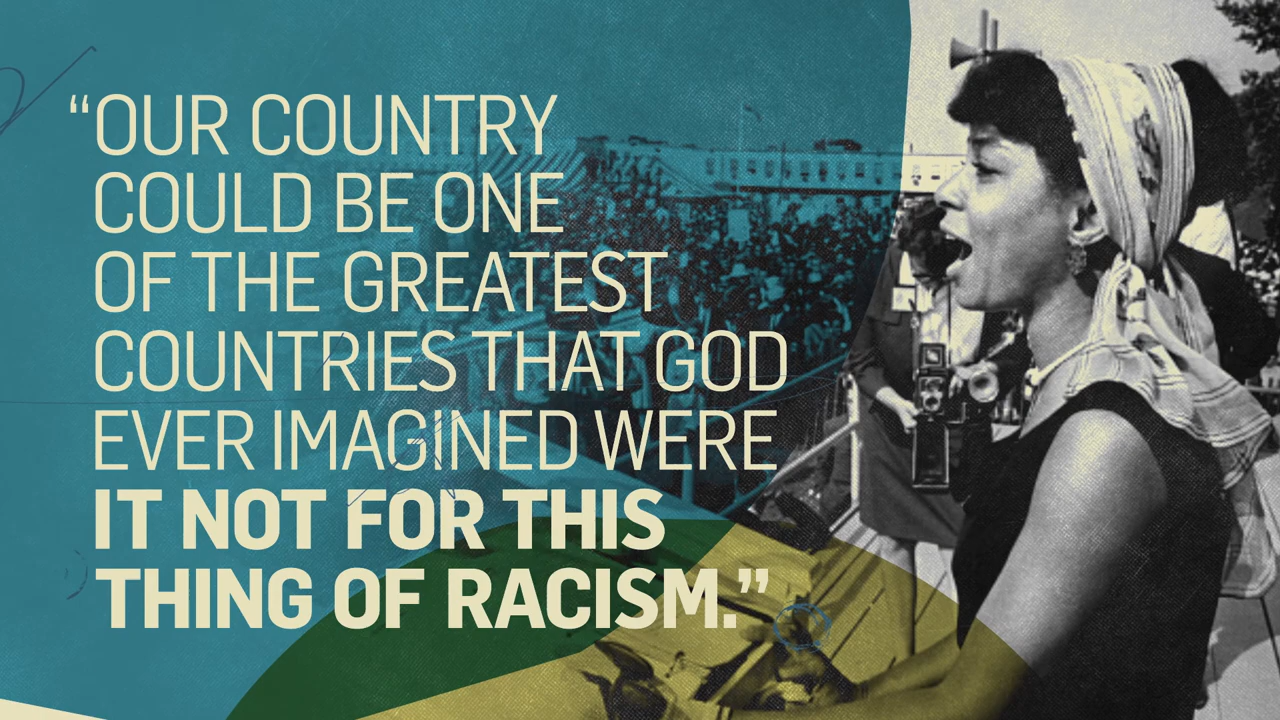 “OUR COUNTRY
COULD BE ONE
OF THE GREATEST
COUNTRIES THAT GOD
EVER IMAGINED WERE
IT NOT FOR THIS
THING OF RACISM.”